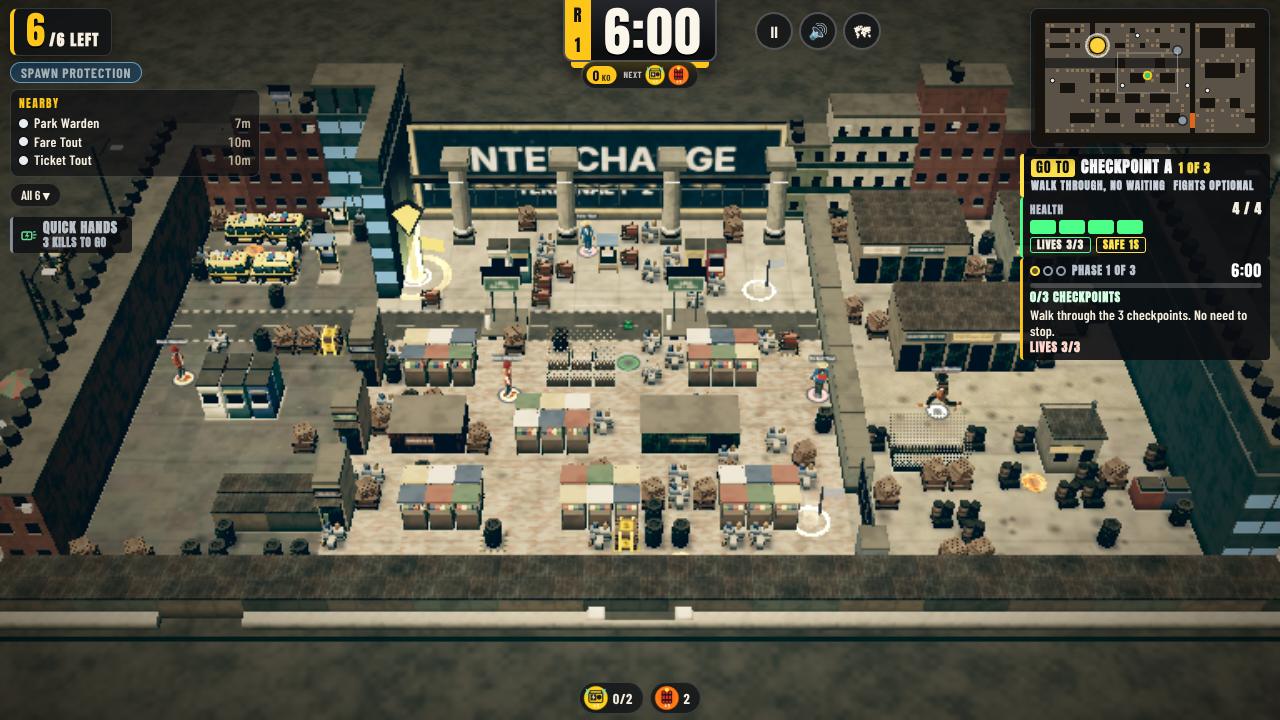 6/6 LEFT
SPAWN PROTECTION
NEARBY
Park Warden 7m
Fare Tout 10m
Ticket Tout 10m
All 6▼
QUICK HANDS
3 KILLS TO GO
R
1
6:00
0 KO NEXT
GO TO CHECKPOINT A 1 OF 3
WALK THROUGH, NO WAITING FIGHTS OPTIONAL
HEALTH 4 / 4
LIVES 3/3 SAFE 1S
PHASE 1 OF 3 6:00
0/3 CHECKPOINTS
Walk through the 3 checkpoints. No need to
stop.
LIVES 3/3
0/2
2